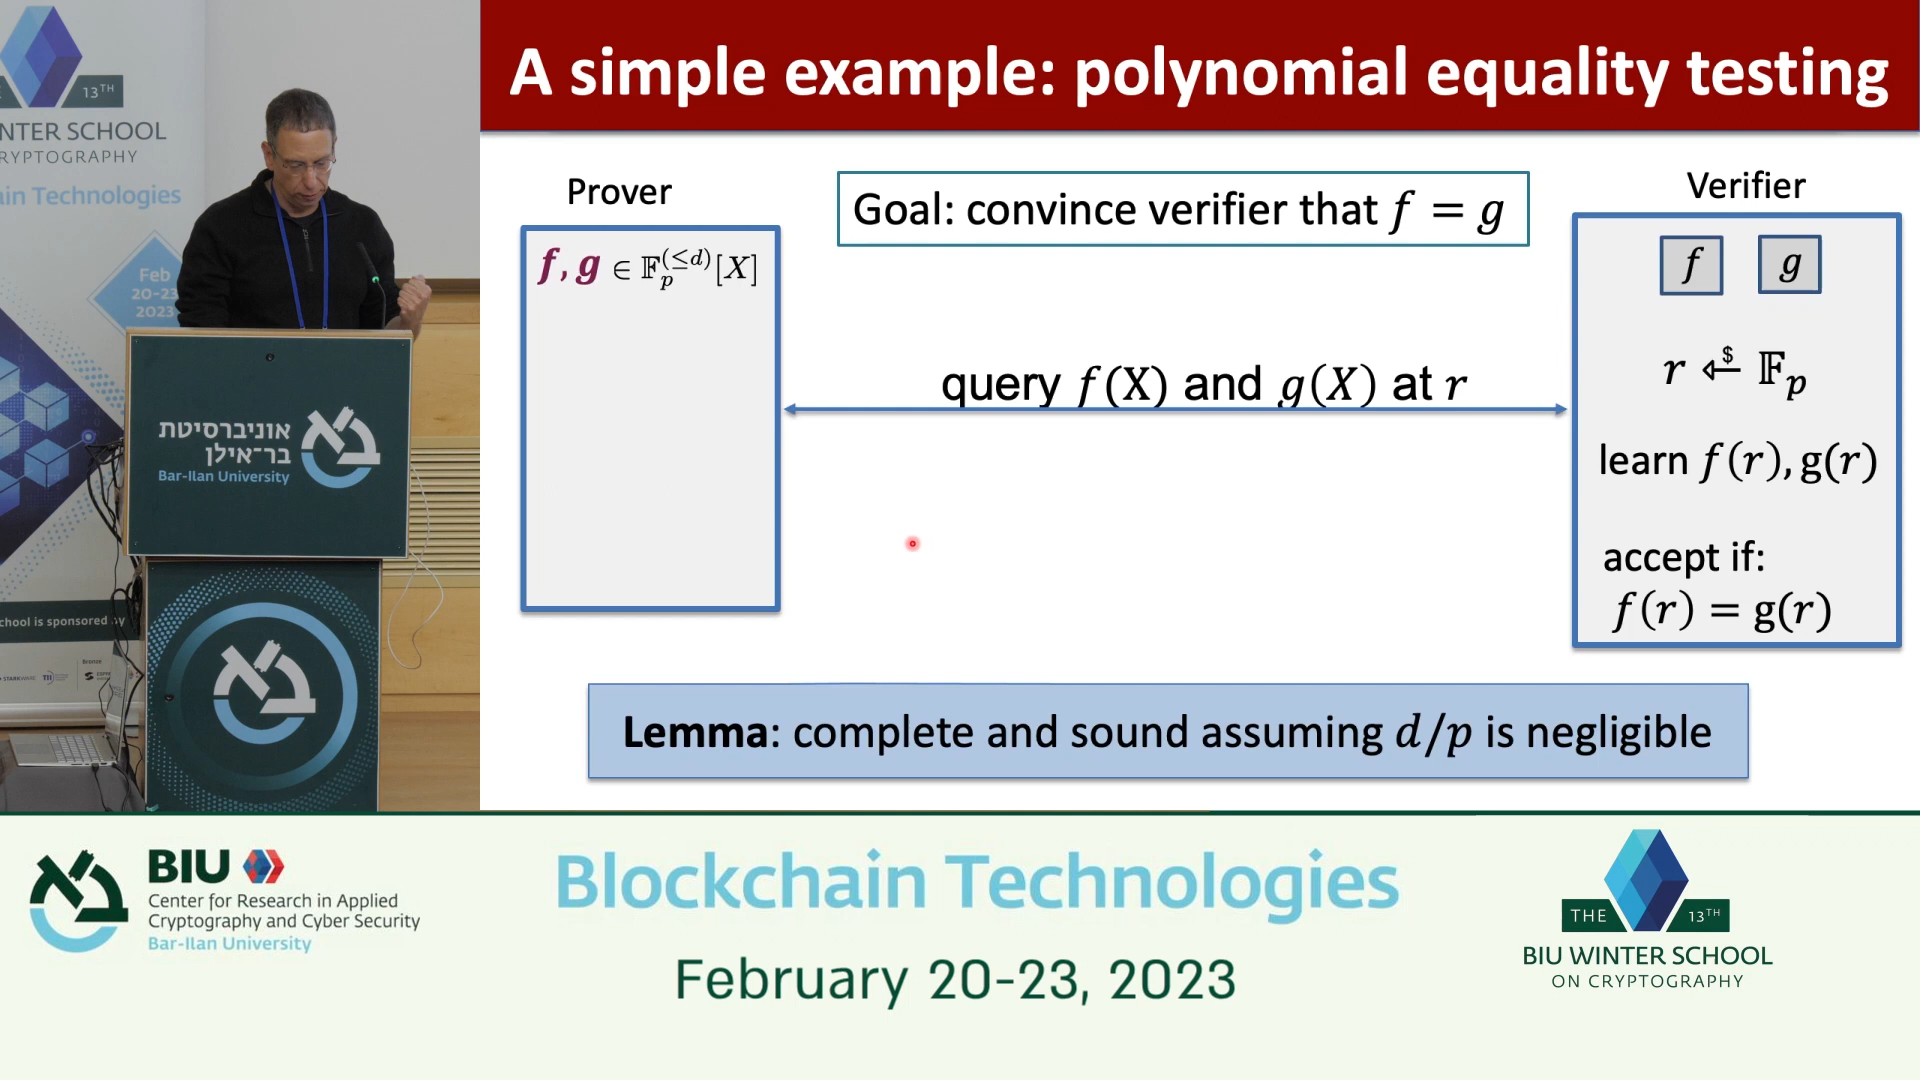 13TH
NTER SCHOOL
RYPTOGRAPHY
in Technologies
Feb
20-23
2023
אוניברסיטת
בר־אילן
Bar-Ilan University
chool is sponsored by
Bronze
STARKWARE
A simple example: polynomial equality testing
Prover
Goal: convince verifier that f = g
Verifier
f, g ∈ 𝔽ₚ^(≤d)[X]
f g
r ←$ 𝔽ₚ
query f(X) and g(X) at r
learn f(r), g(r)
accept if:
f(r) = g(r)
Lemma: complete and sound assuming d/p is negligible
BIU
Center for Research in Applied
Cryptography and Cyber Security
Bar-Ilan University
Blockchain Technologies
February 20-23, 2023
THE 13TH
BIU WINTER SCHOOL
ON CRYPTOGRAPHY